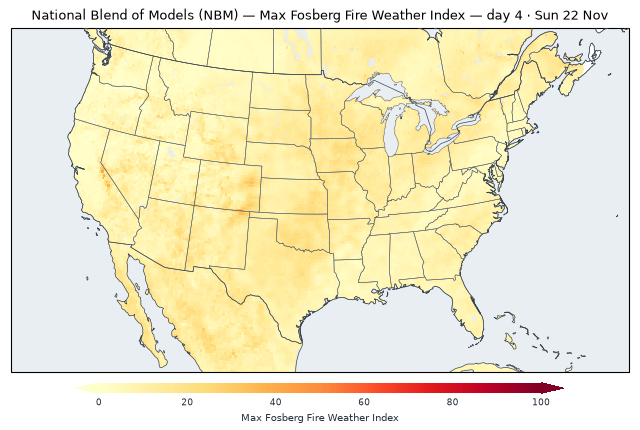 National Blend of Models (NBM) — Max Fosberg Fire Weather Index — day 4 · Sun 22 Nov
0 20 40 60 80 100
Max Fosberg Fire Weather Index